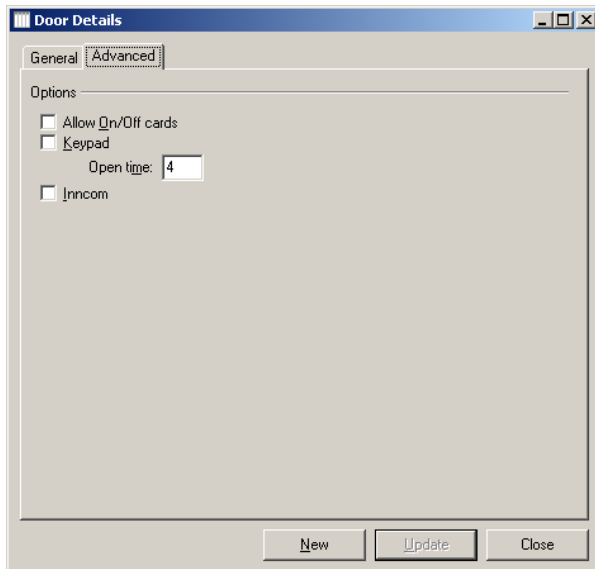 Door Details
General Advanced
Options
Allow On/Off cards
Keypad
Open time: 4
Inncom
New Update Close